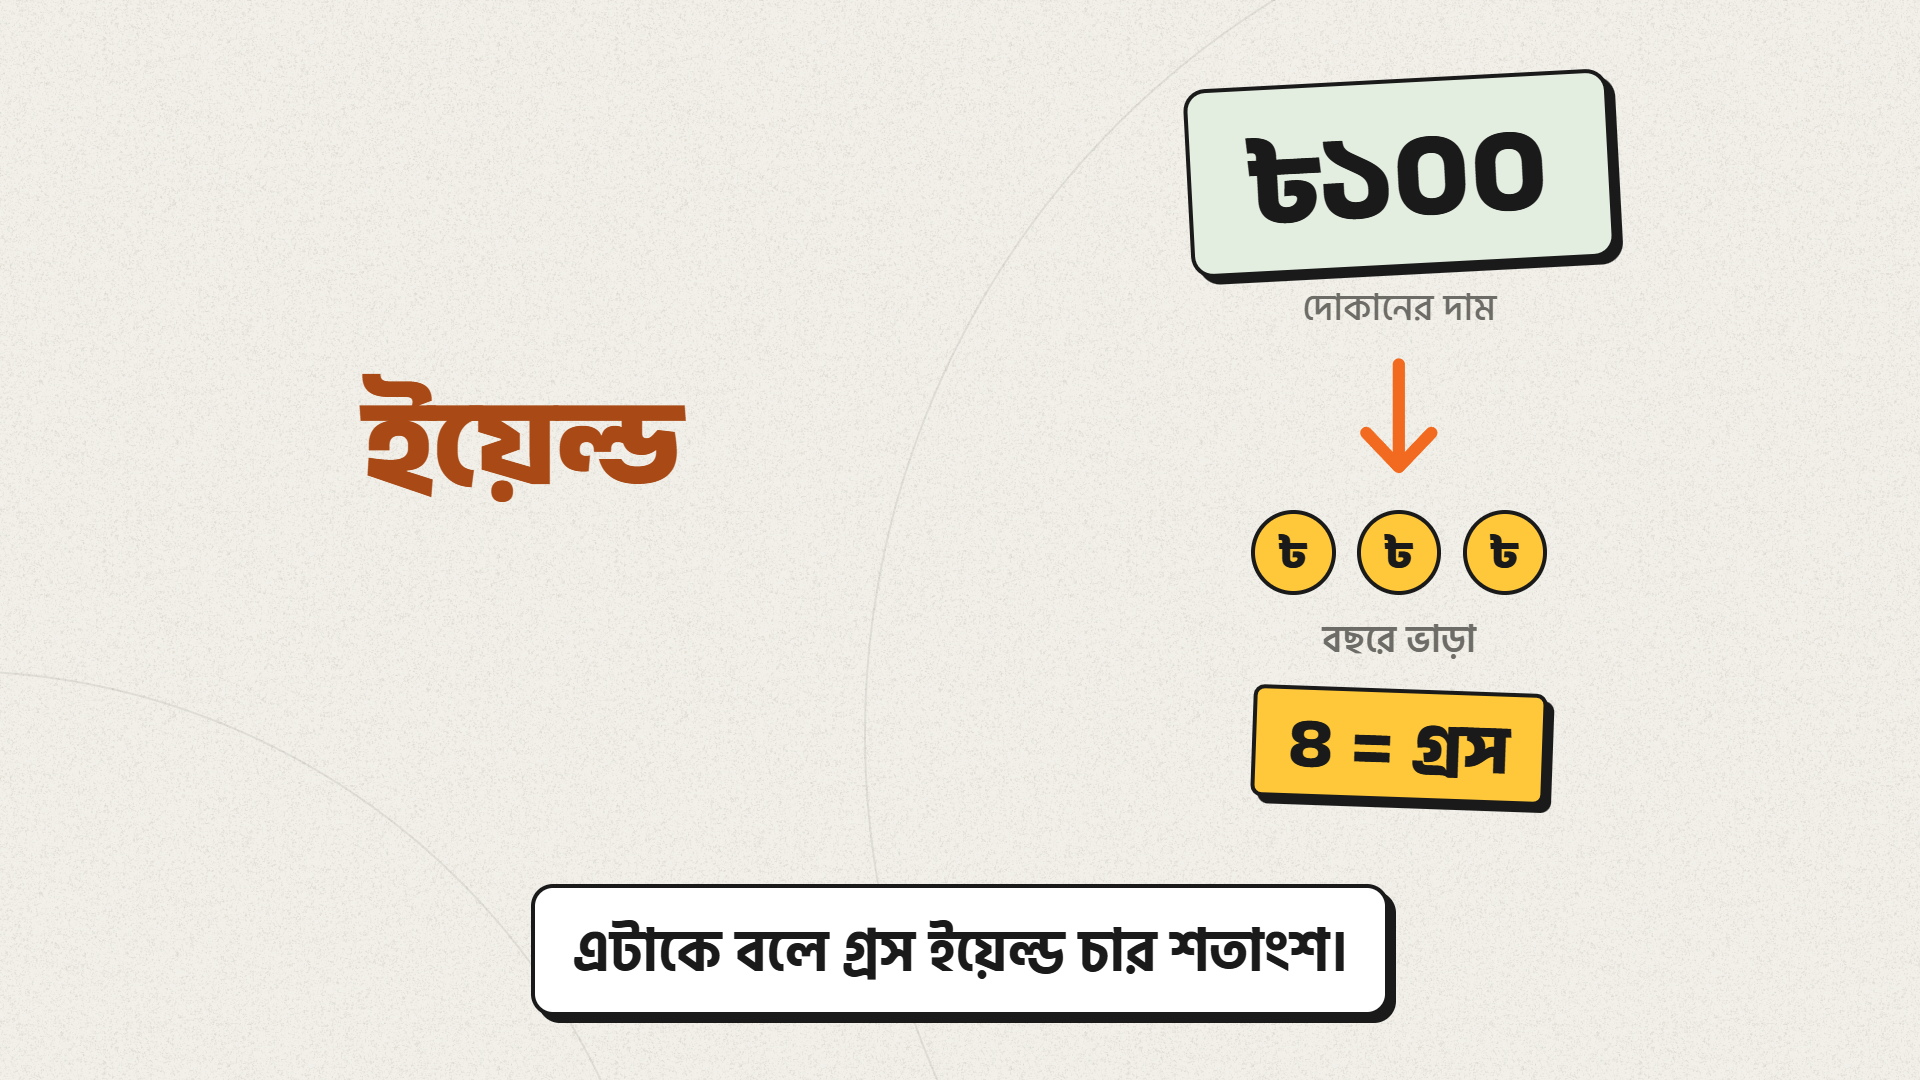 ৳১০০
দোকানের দাম
ইয়েল্ড
৳ ৳ ৳
বছরে ভাড়া
৪ = গ্রস
এটাকে বলে গ্রস ইয়েল্ড চার শতাংশ।